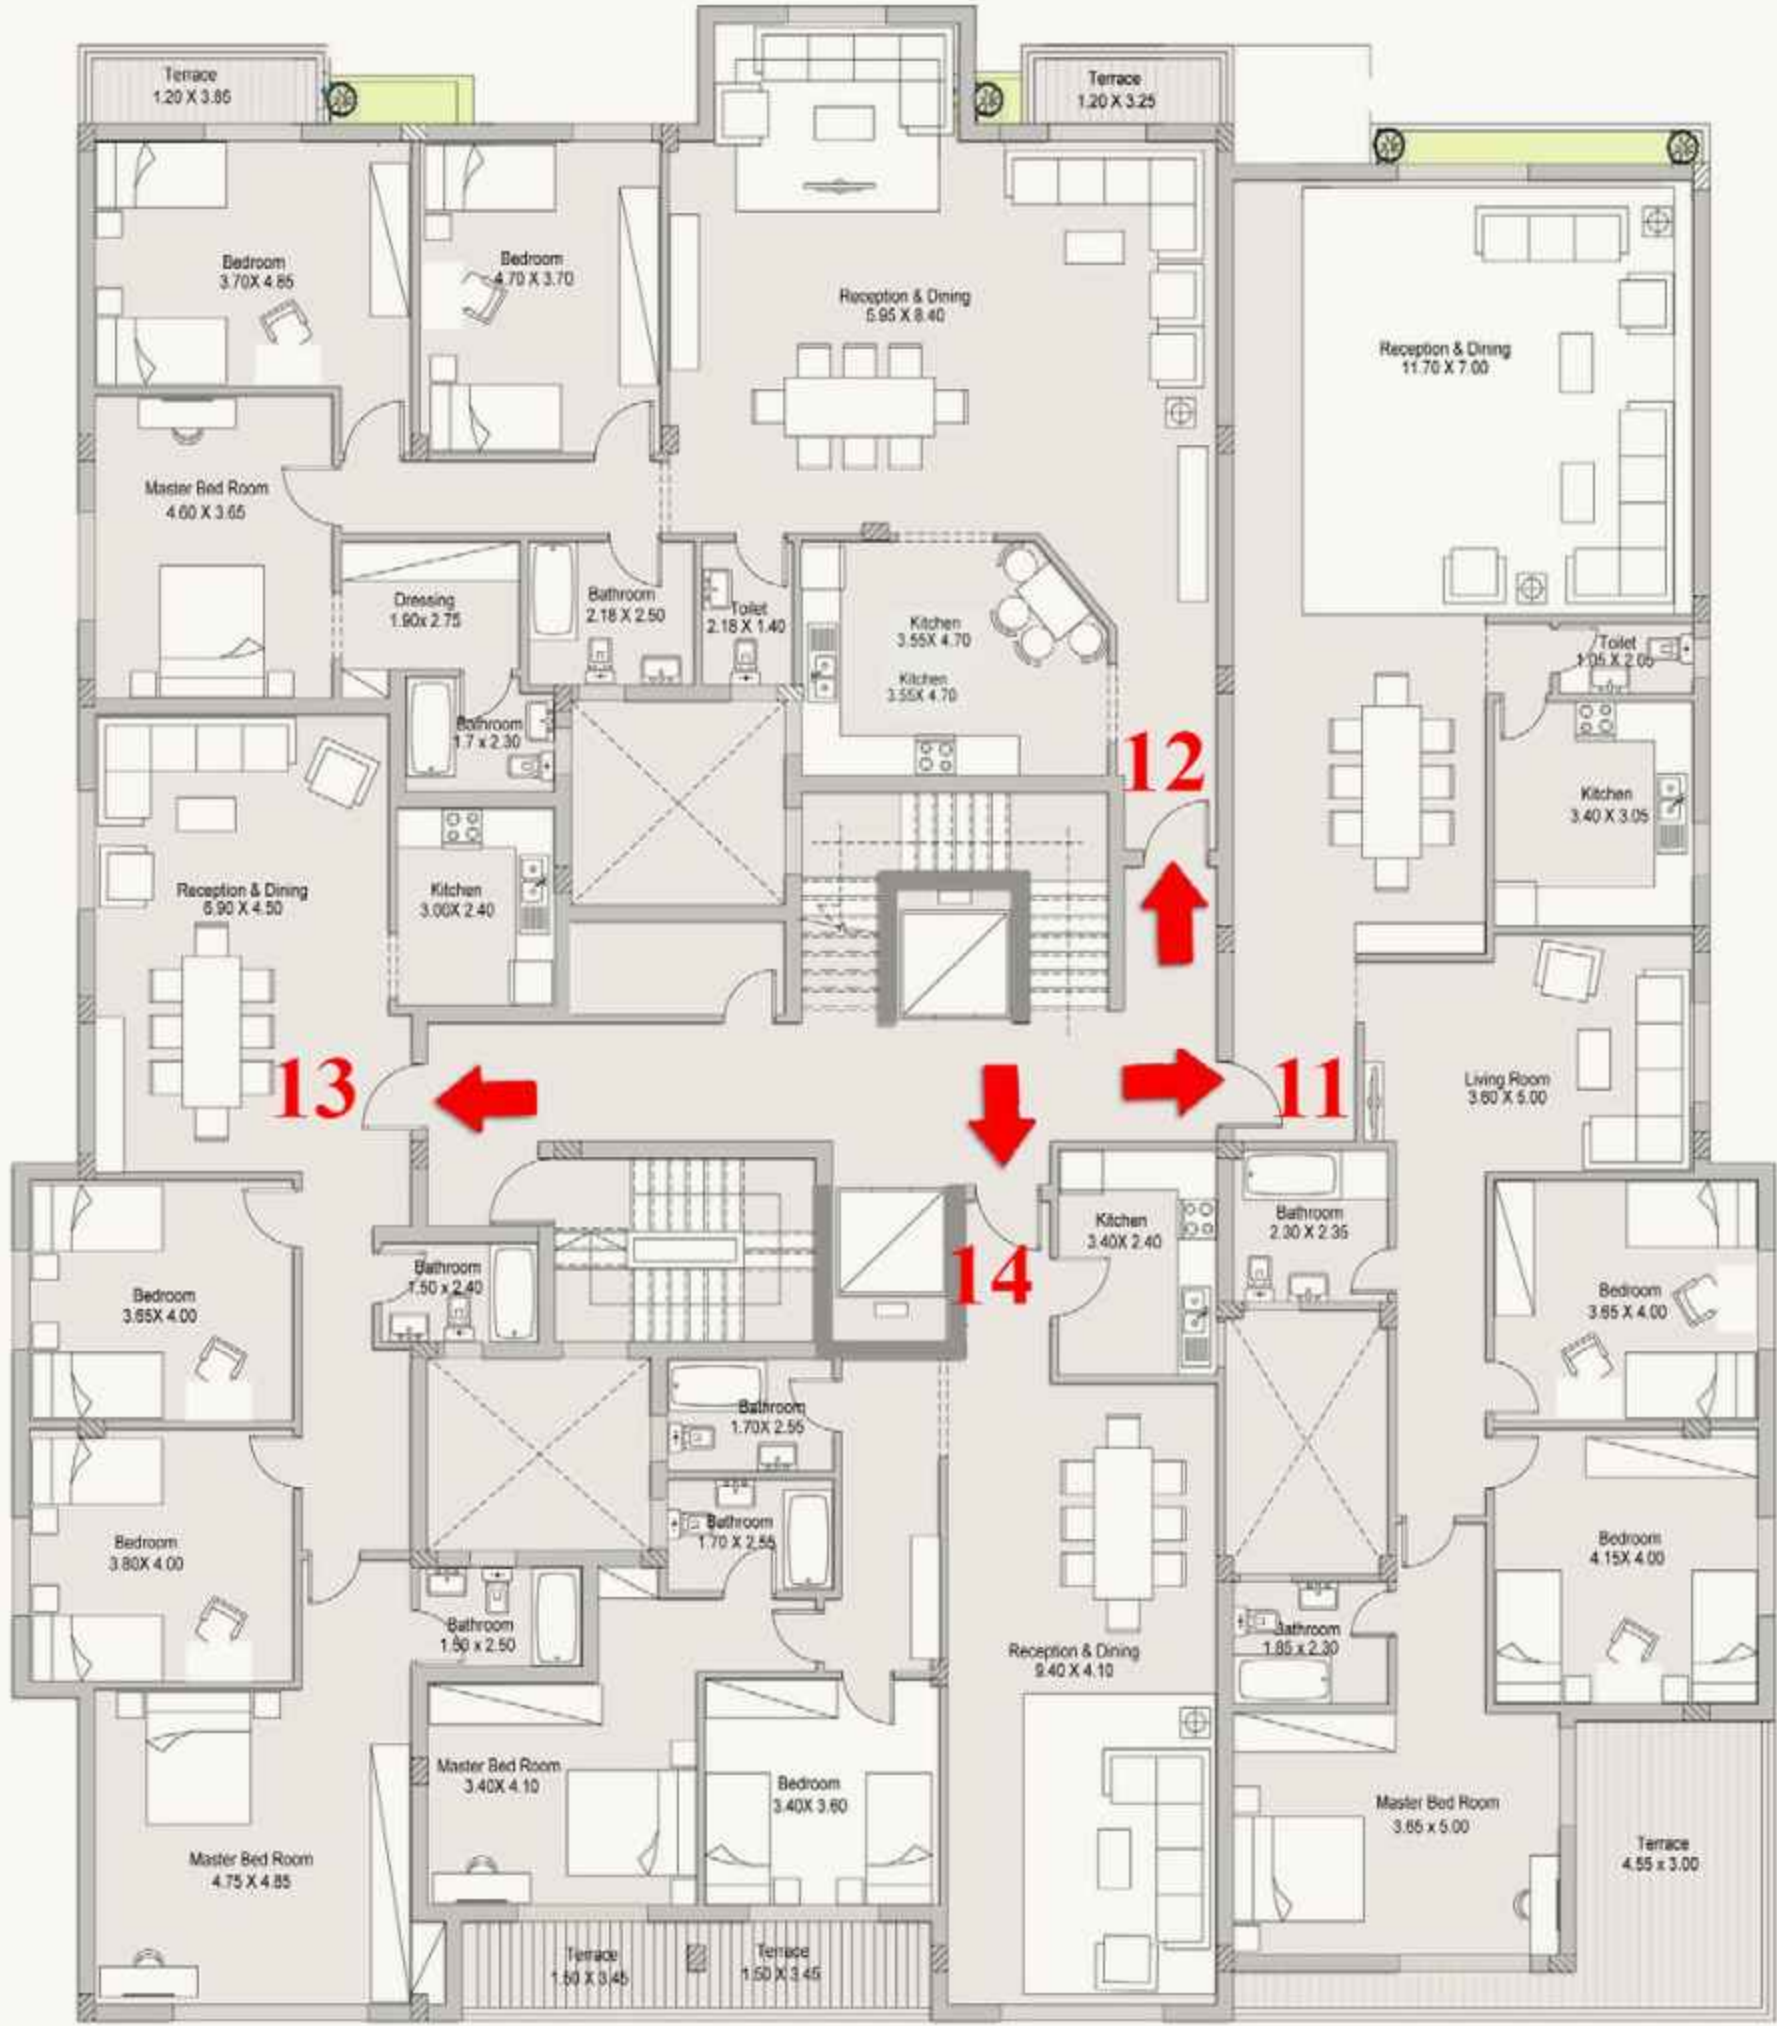 Terrace
1.20 X 3.85
Terrace
1.20 X 3.25
Bedroom
3.70X 4.85
Bedroom
4.70 X 3.70
Reception & Dining
5.95 X 8.40
Reception & Dining
11.70 X 7.00
Master Bed Room
4.60 X 3.65
Dressing
1.90x 2.75
Bathroom
2.18 X 2.50
Toilet
2.18 X 1.40
Kitchen
3.55X 4.70
Kitchen
3.55X 4.70
Toilet
1.05 X 2.05
Bathroom
1.7 x 2.30
12
Kitchen
3.40 X 3.05
Reception & Dining
6.90 X 4.50
Kitchen
3.00X 2.40
13
11
Living Room
3.60 X 5.00
Bathroom
1.50 x 2.40
14
Kitchen
3.40X 2.40
Bathroom
2.30 X 2.35
Bedroom
3.65X 4.00
Bedroom
3.65 X 4.00
Bathroom
1.70X 2.55
Bathroom
1.70 X 2.55
Bedroom
3.80X 4.00
Bedroom
4.15X 4.00
Bathroom
1.50 x 2.50
Reception & Dining
9.40 X 4.10
Bathroom
1.85 x 2.30
Master Bed Room
3.40X 4.10
Bedroom
3.40X 3.60
Master Bed Room
3.65 x 5.00
Terrace
4.55 x 3.00
Master Bed Room
4.75 X 4.85
Terrace
1.50 X 3.45
Terrace
1.50 X 3.45